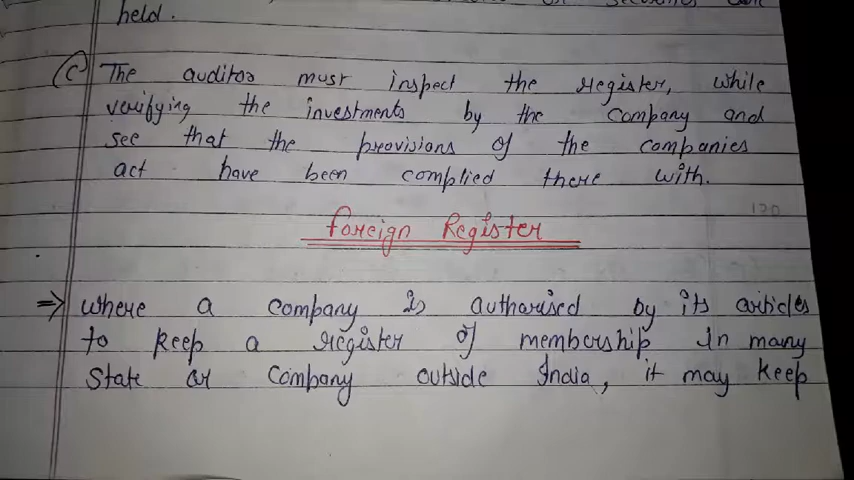 held.
(c) The auditor must inspect the register, while
verifying the investments by the company and
see that the provisions of the companies
act have been complied there with.
120
Foreign Register
⇒ where a company is authorised by its articles
to keep a register of membership In many
State or Company outside India, it may keep